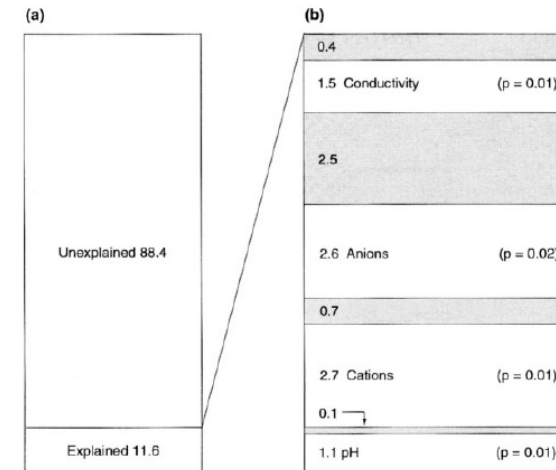 (a)
Unexplained 88.4
Explained 11.6
(b)
0.4
1.5 Conductivity (p = 0.01)
2.5
2.6 Anions (p = 0.02)
0.7
2.7 Cations (p = 0.01)
0.1
1.1 pH (p = 0.01)